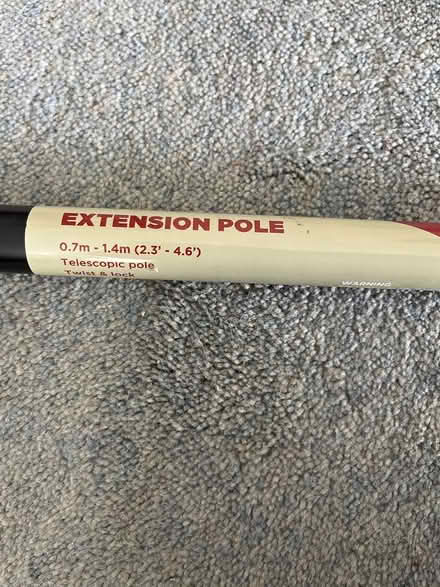 EXTENSION POLE
0.7m - 1.4m (2.3' - 4.6')
Telescopic pole
Twist & lock
WARNING